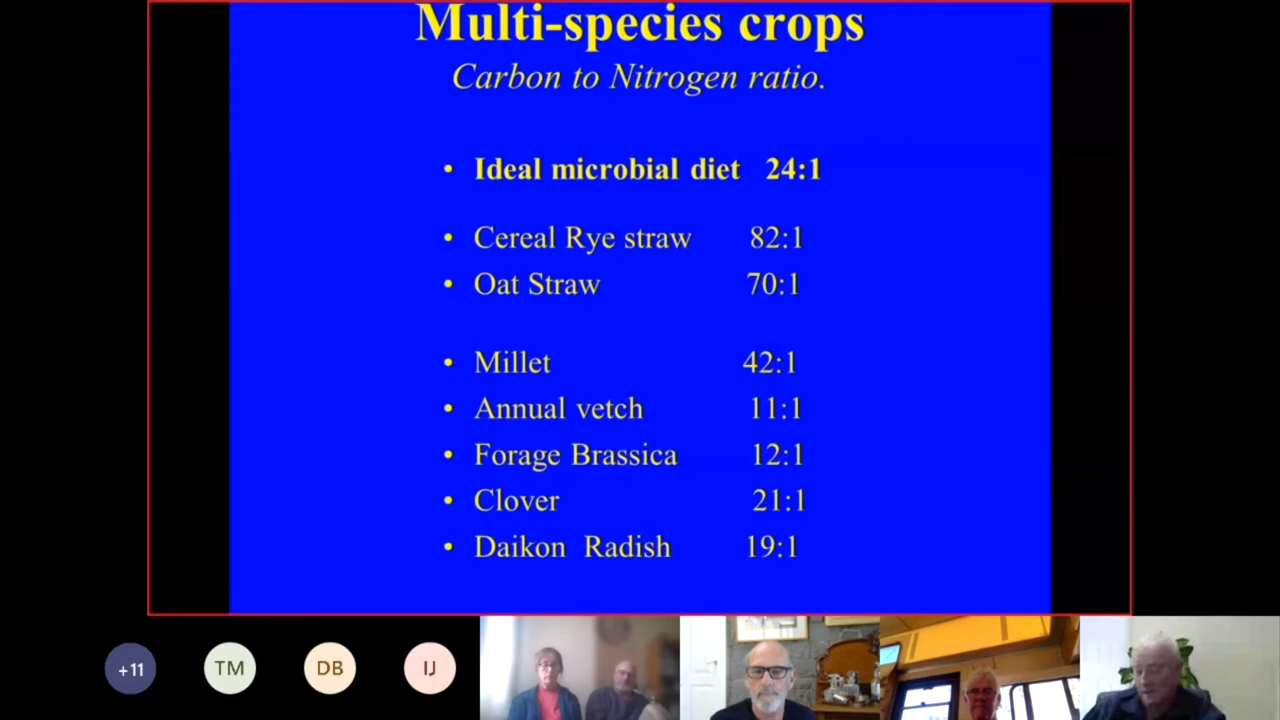 Multi-species crops
Carbon to Nitrogen ratio.
• Ideal microbial diet 24:1
• Cereal Rye straw 82:1
• Oat Straw 70:1
• Millet 42:1
• Annual vetch 11:1
• Forage Brassica 12:1
• Clover 21:1
• Daikon Radish 19:1
+11 TM DB IJ